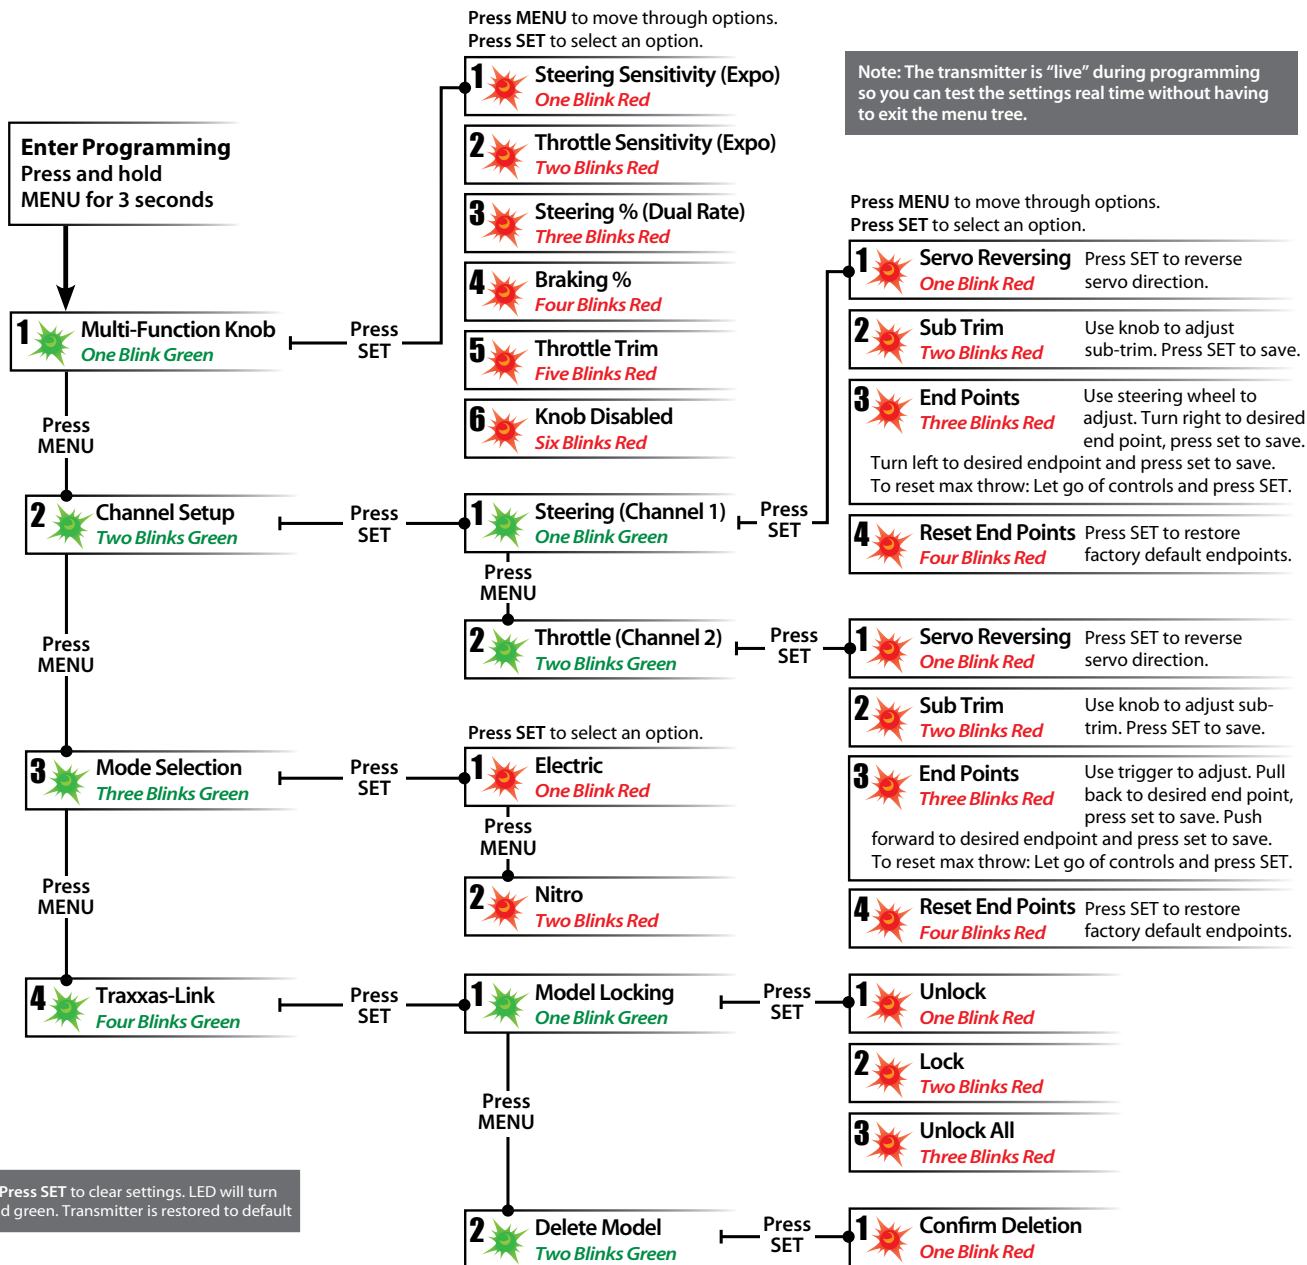 Press MENU to move through options.
Press SET to select an option.
1 Steering Sensitivity (Expo)
One Blink Red
2 Throttle Sensitivity (Expo)
Two Blinks Red
3 Steering % (Dual Rate)
Three Blinks Red
4 Braking %
Four Blinks Red
5 Throttle Trim
Five Blinks Red
6 Knob Disabled
Six Blinks Red
Note: The transmitter is “live” during programming
so you can test the settings real time without having
to exit the menu tree.
Enter Programming
Press and hold
MENU for 3 seconds
1 Multi-Function Knob
One Blink Green
Press
SET
Press
MENU
2 Channel Setup
Two Blinks Green
Press
SET
1 Steering (Channel 1)
One Blink Green
Press
SET
Press
MENU
2 Throttle (Channel 2)
Two Blinks Green
Press
SET
Press MENU to move through options.
Press SET to select an option.
1 Servo Reversing Press SET to reverse
One Blink Red servo direction.
2 Sub Trim Use knob to adjust
Two Blinks Red sub-trim. Press SET to save.
3 End Points Use steering wheel to
Three Blinks Red adjust. Turn right to desired
end point, press set to save.
Turn left to desired endpoint and press set to save.
To reset max throw: Let go of controls and press SET.
4 Reset End Points Press SET to restore
Four Blinks Red factory default endpoints.
1 Servo Reversing Press SET to reverse
One Blink Red servo direction.
2 Sub Trim Use knob to adjust sub-
Two Blinks Red trim. Press SET to save.
3 End Points Use trigger to adjust. Pull
Three Blinks Red back to desired end point,
press set to save. Push
forward to desired endpoint and press set to save.
To reset max throw: Let go of controls and press SET.
4 Reset End Points Press SET to restore
Four Blinks Red factory default endpoints.
Press
MENU
3 Mode Selection
Three Blinks Green
Press
SET
Press SET to select an option.
1 Electric
One Blink Red
Press
MENU
2 Nitro
Two Blinks Red
Press
MENU
4 Traxxas-Link
Four Blinks Green
Press
SET
1 Model Locking
One Blink Green
Press
SET
1 Unlock
One Blink Red
2 Lock
Two Blinks Red
3 Unlock All
Three Blinks Red
Press
MENU
2 Delete Model
Two Blinks Green
Press
SET
1 Confirm Deletion
One Blink Red
Press SET to clear settings. LED will turn
d green. Transmitter is restored to default